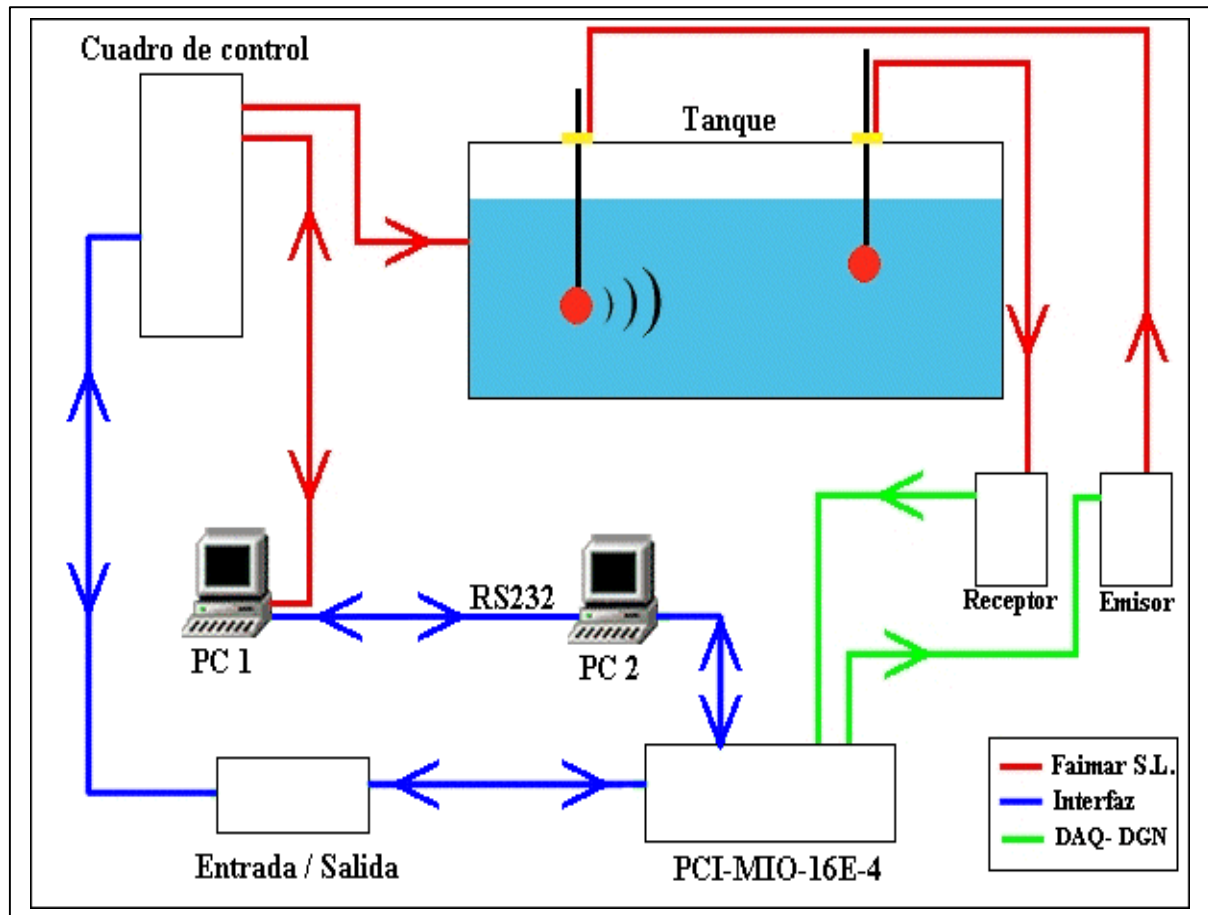 Cuadro de control
Tanque
RS232
PC 1
PC 2
Receptor
Emisor
Entrada / Salida
PCI-MIO-16E-4
Faimar S.L.
Interfaz
DAQ- DGN